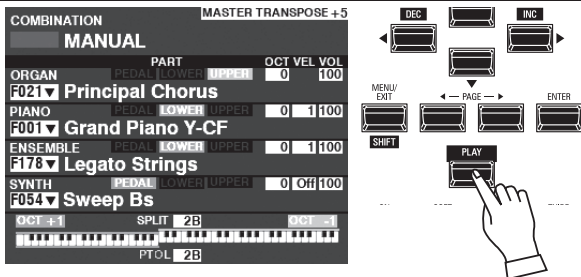 COMBINATION
MASTER TRANSPOSE +5
MANUAL
PART OCT VEL VOL
ORGAN PEDAL LOWER UPPER 0 100
F021▼ Principal Chorus
PIANO PEDAL LOWER UPPER 0 1 100
F001▼ Grand Piano Y-CF
ENSEMBLE PEDAL LOWER UPPER 0 1 100
F178▼ Legato Strings
SYNTH PEDAL LOWER UPPER 0 Off 100
F054▼ Sweep Bs
OCT +1 SPLIT 2B OCT -1
PTOL 2B
DEC INC
MENU/
EXIT PAGE ENTER
SHIFT
PLAY